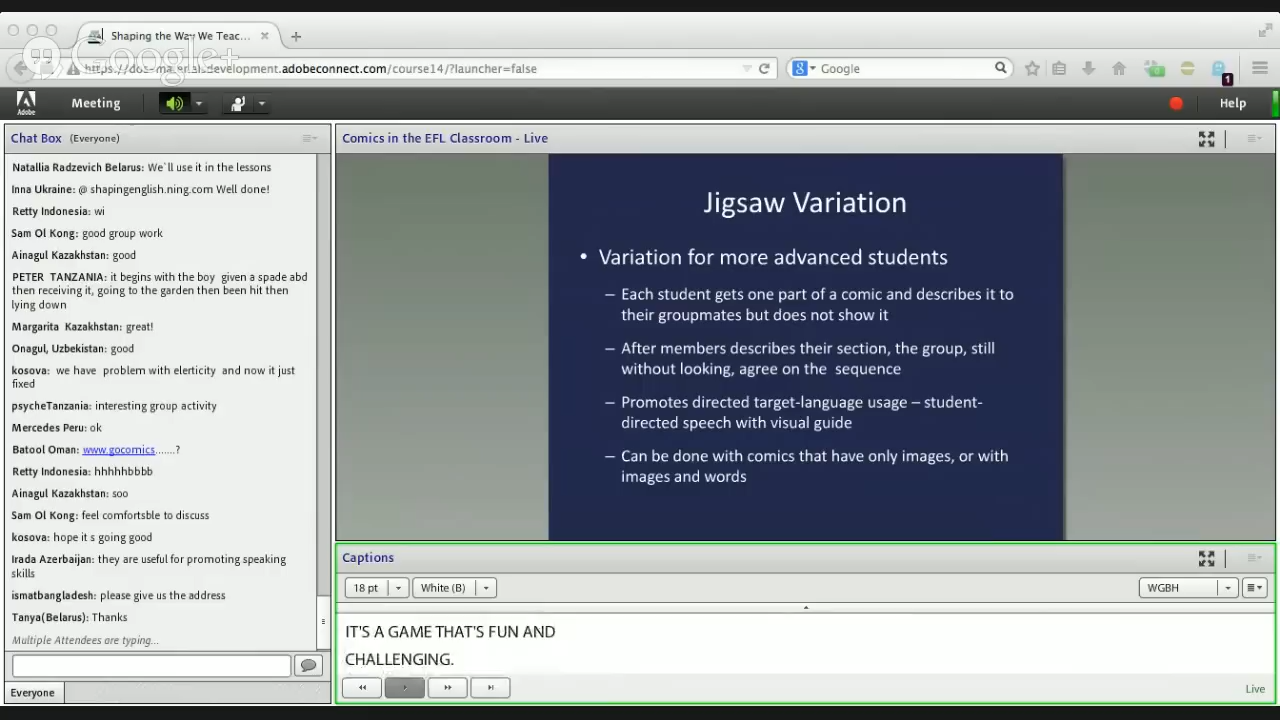 Shaping the Way We Teac...
Google+
adobeconnect.com/course14/?launcher=false
Google
1
Adobe
Meeting
Help
Chat Box (Everyone)
Natallia Radzevich Belarus: We`ll use it in the lessons
Inna Ukraine: @ shapingenglish.ning.com Well done!
Retty Indonesia: wi
Sam Ol Kong: good group work
Ainagul Kazakhstan: good
PETER TANZANIA: it begins with the boy given a spade abd
then receiving it, going to the garden then been hit then
lying down
Margarita Kazakhstan: great!
Onagul, Uzbekistan: good
kosova: we have problem with elerticity and now it just
fixed
psycheTanzania: interesting group activity
Mercedes Peru: ok
Batool Oman: www.gocomics.......?
Retty Indonesia: hhhhhbbbb
Ainagul Kazakhstan: soo
Sam Ol Kong: feel comfortsble to discuss
kosova: hope it s going good
Irada Azerbaijan: they are useful for promoting speaking
skills
ismatbangladesh: please give us the address
Tanya(Belarus): Thanks
Multiple Attendees are typing...
Everyone
Comics in the EFL Classroom - Live
Jigsaw Variation
• Variation for more advanced students
– Each student gets one part of a comic and describes it to
their groupmates but does not show it
– After members describes their section, the group, still
without looking, agree on the sequence
– Promotes directed target-language usage – student-
directed speech with visual guide
– Can be done with comics that have only images, or with
images and words
Captions
18 pt
White (B)
WGBH
IT'S A GAME THAT'S FUN AND
CHALLENGING.
Live